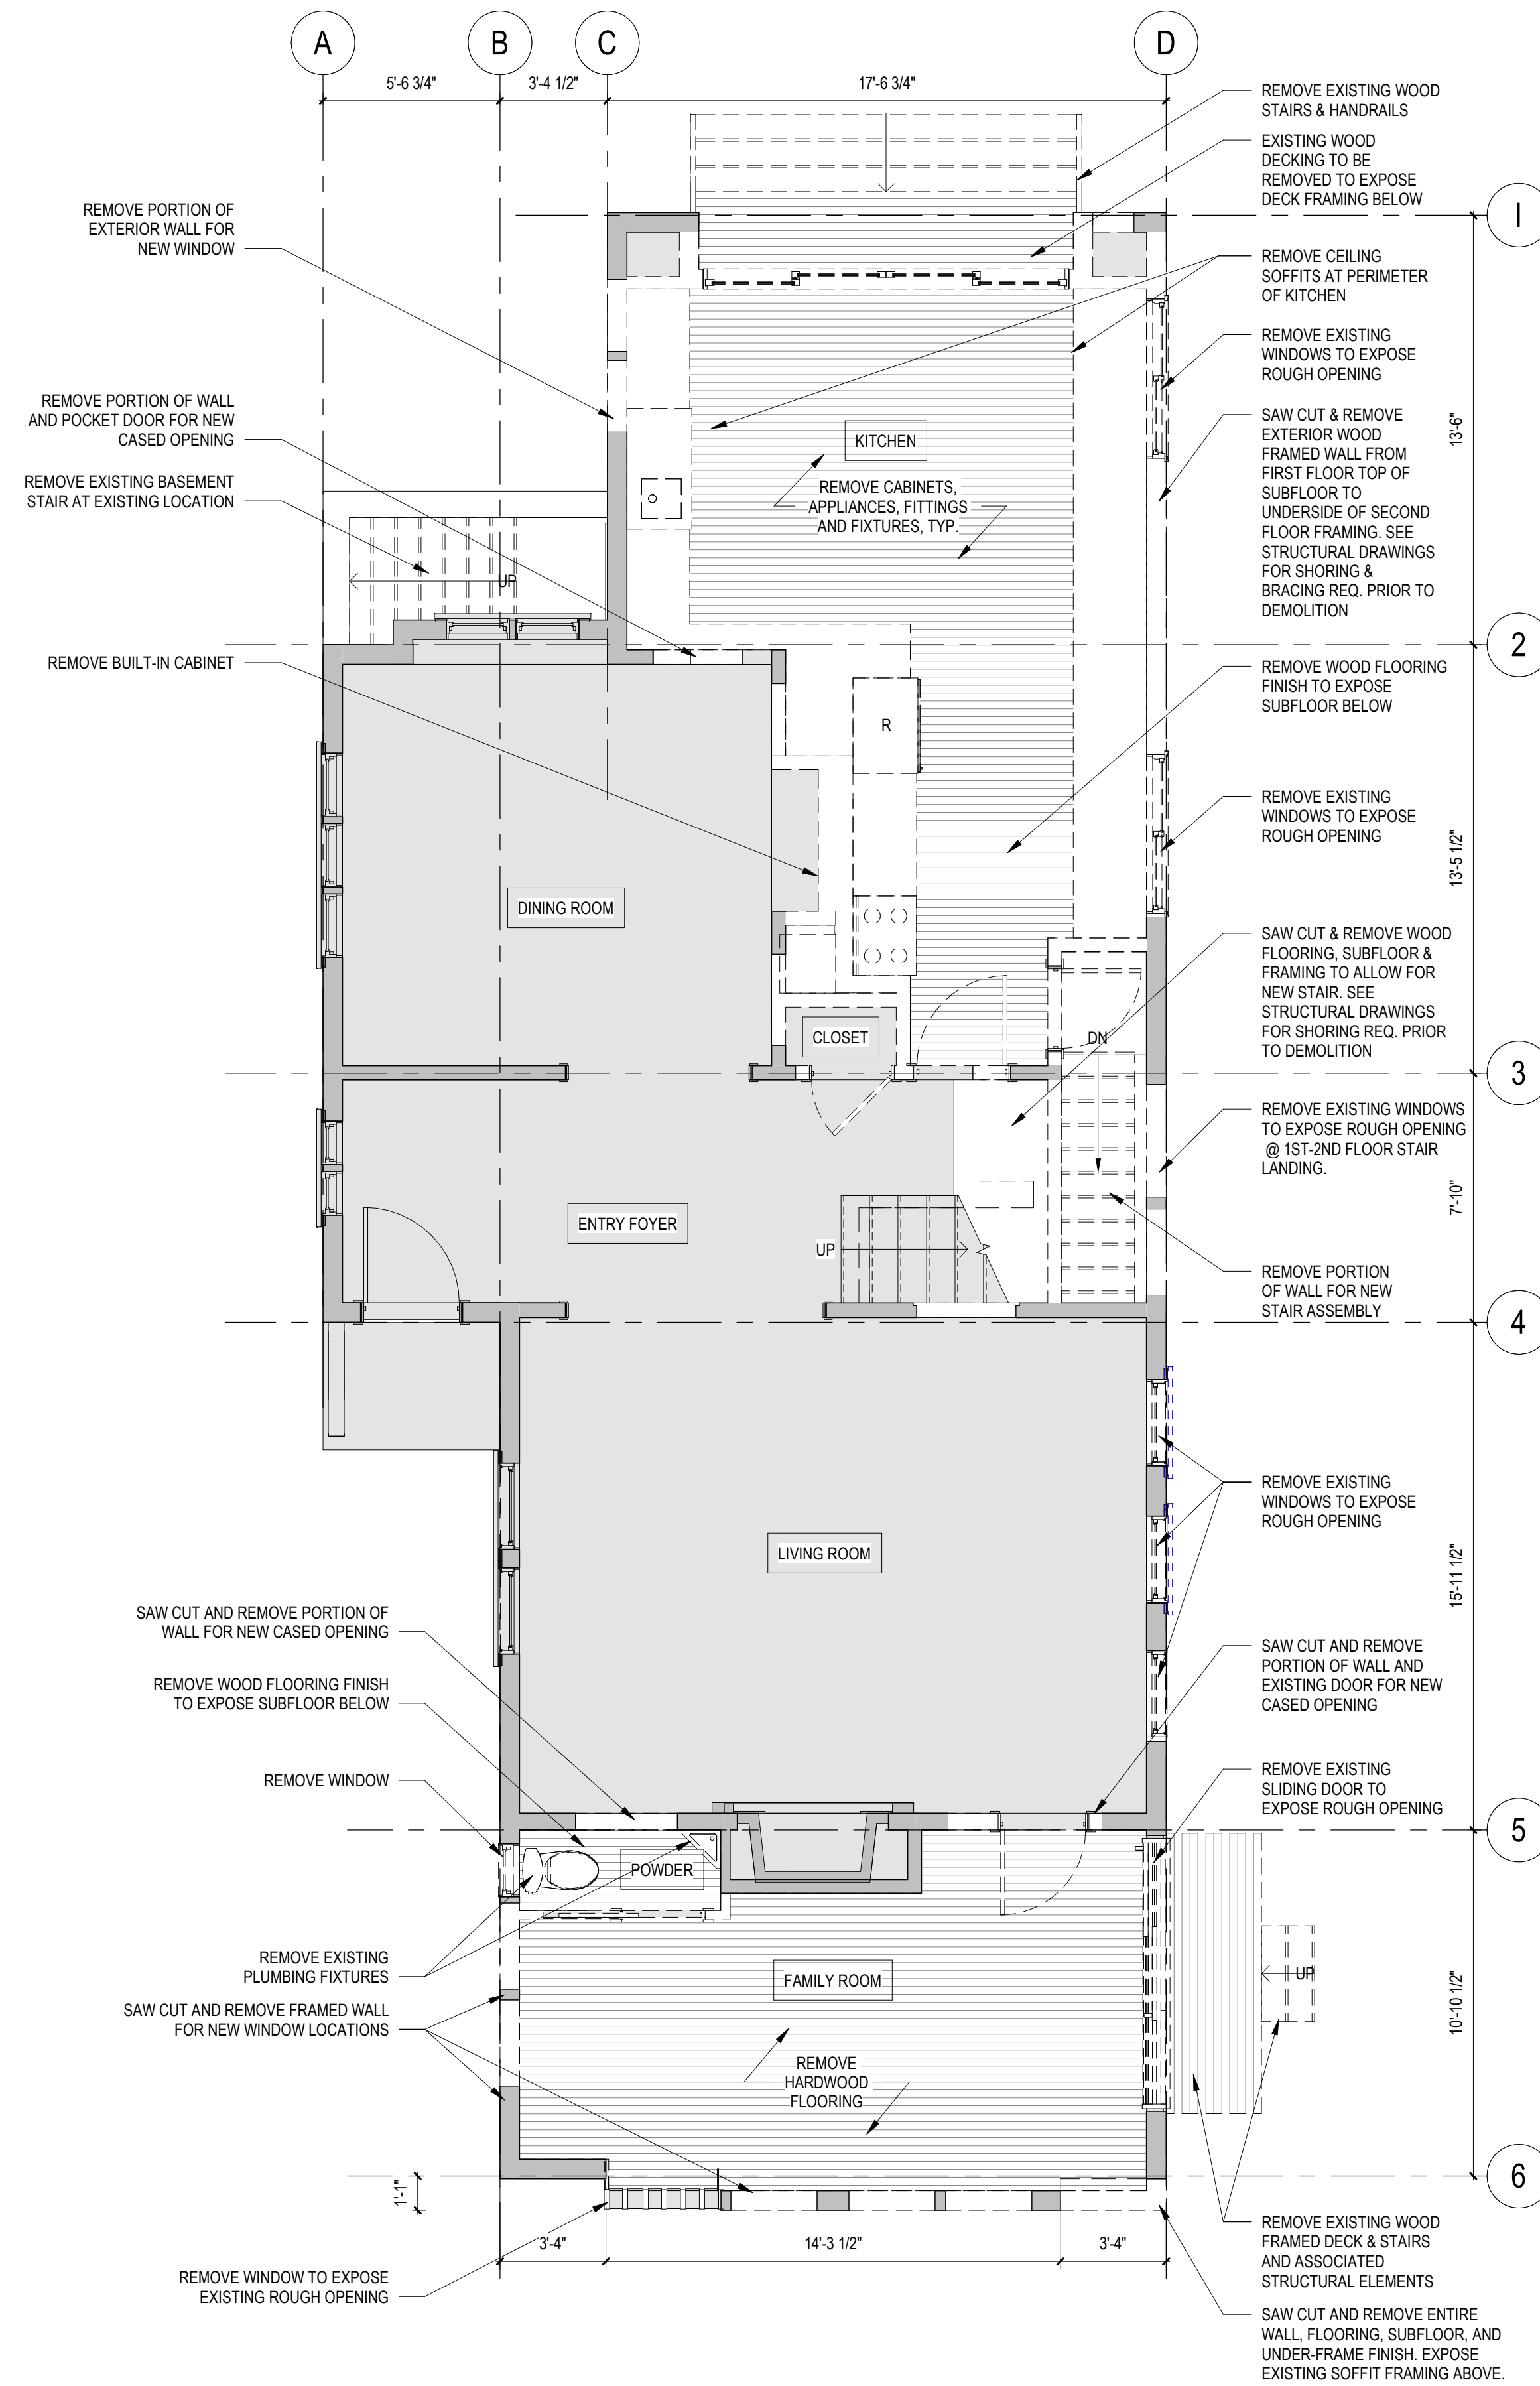 A
B
C
D
5'-6 3/4"
3'-4 1/2"
17'-6 3/4"
REMOVE EXISTING WOOD
STAIRS & HANDRAILS
EXISTING WOOD
DECKING TO BE
REMOVED TO EXPOSE
DECK FRAMING BELOW
REMOVE PORTION OF
EXTERIOR WALL FOR
NEW WINDOW
I
REMOVE CEILING
SOFFITS AT PERIMETER
OF KITCHEN
REMOVE EXISTING
WINDOWS TO EXPOSE
ROUGH OPENING
REMOVE PORTION OF WALL
AND POCKET DOOR FOR NEW
CASED OPENING
KITCHEN
SAW CUT & REMOVE
EXTERIOR WOOD
FRAMED WALL FROM
FIRST FLOOR TOP OF
SUBFLOOR TO
UNDERSIDE OF SECOND
FLOOR FRAMING. SEE
STRUCTURAL DRAWINGS
FOR SHORING &
BRACING REQ. PRIOR TO
DEMOLITION
13'-6"
REMOVE EXISTING BASEMENT
STAIR AT EXISTING LOCATION
REMOVE CABINETS,
APPLIANCES, FITTINGS
AND FIXTURES, TYP.
UP
2
REMOVE BUILT-IN CABINET
REMOVE WOOD FLOORING
FINISH TO EXPOSE
SUBFLOOR BELOW
R
REMOVE EXISTING
WINDOWS TO EXPOSE
ROUGH OPENING
13'-5 1/2"
DINING ROOM
SAW CUT & REMOVE WOOD
FLOORING, SUBFLOOR &
FRAMING TO ALLOW FOR
NEW STAIR. SEE
STRUCTURAL DRAWINGS
FOR SHORING REQ. PRIOR
TO DEMOLITION
CLOSET
DN
3
REMOVE EXISTING WINDOWS
TO EXPOSE ROUGH OPENING
@ 1ST-2ND FLOOR STAIR
LANDING.
7'-10"
ENTRY FOYER
UP
REMOVE PORTION
OF WALL FOR NEW
STAIR ASSEMBLY
4
REMOVE EXISTING
WINDOWS TO EXPOSE
ROUGH OPENING
LIVING ROOM
15'-11 1/2"
SAW CUT AND REMOVE PORTION OF
WALL FOR NEW CASED OPENING
SAW CUT AND REMOVE
PORTION OF WALL AND
EXISTING DOOR FOR NEW
CASED OPENING
REMOVE WOOD FLOORING FINISH
TO EXPOSE SUBFLOOR BELOW
REMOVE WINDOW
REMOVE EXISTING
SLIDING DOOR TO
EXPOSE ROUGH OPENING
5
POWDER
REMOVE EXISTING
PLUMBING FIXTURES
FAMILY ROOM
UP
SAW CUT AND REMOVE FRAMED WALL
FOR NEW WINDOW LOCATIONS
10'-10 1/2"
REMOVE
HARDWOOD
FLOORING
6
1'-1"
3'-4"
14'-3 1/2"
3'-4"
REMOVE EXISTING WOOD
FRAMED DECK & STAIRS
AND ASSOCIATED
STRUCTURAL ELEMENTS
REMOVE WINDOW TO EXPOSE
EXISTING ROUGH OPENING
SAW CUT AND REMOVE ENTIRE
WALL, FLOORING, SUBFLOOR, AND
UNDER-FRAME FINISH. EXPOSE
EXISTING SOFFIT FRAMING ABOVE.